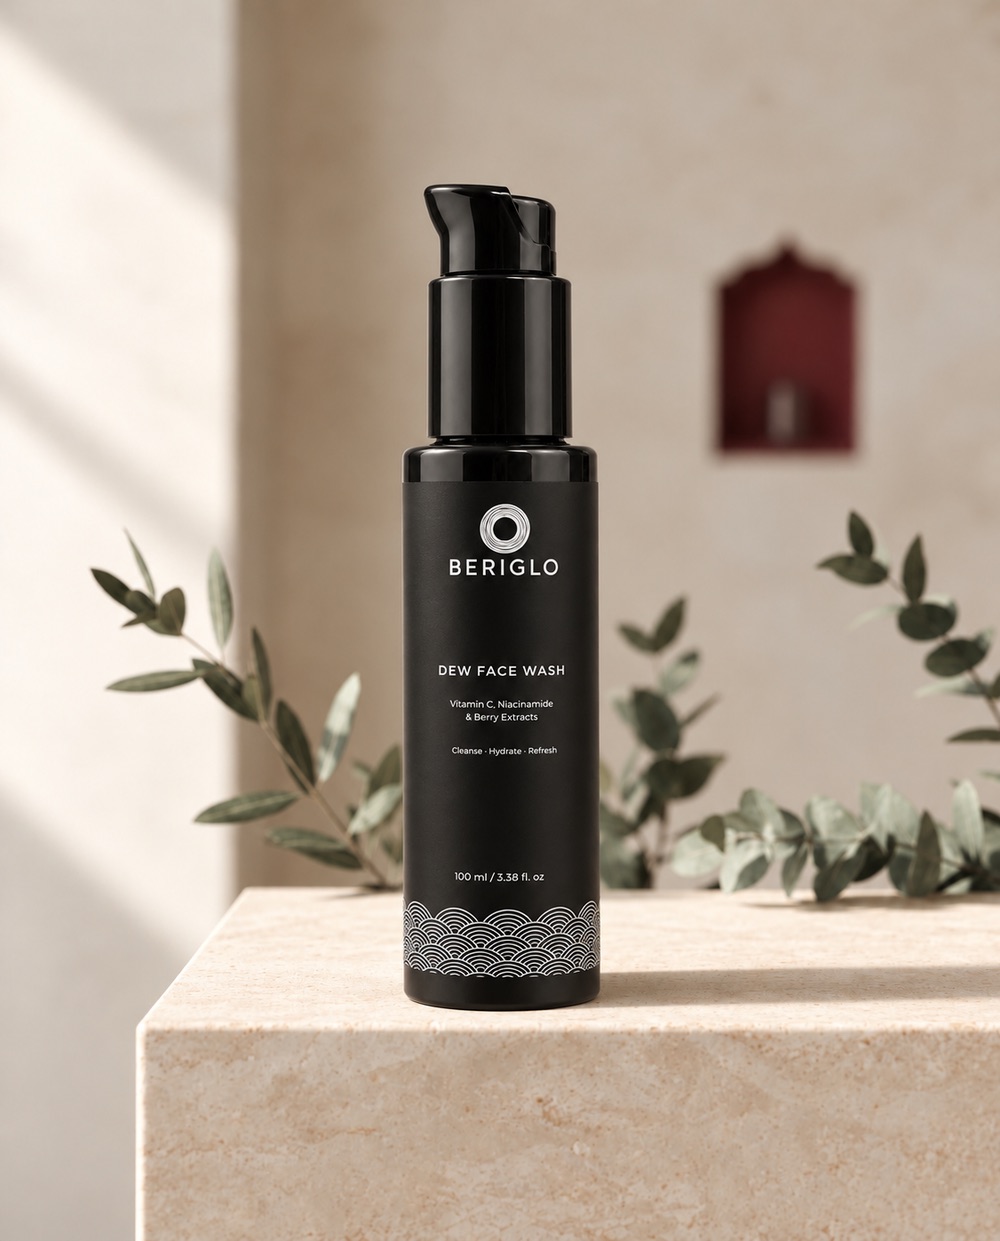 BERIGLO
DEW FACE WASH
Vitamin C, Niacinamide
& Berry Extracts
Cleanse · Hydrate · Refresh
100 ml / 3.38 fl. oz